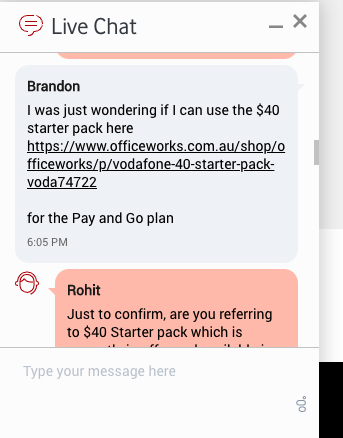 Live Chat
Brandon
I was just wondering if I can use the $40
starter pack here
https://www.officeworks.com.au/shop/o
fficeworks/p/vodafone-40-starter-pack-
voda74722
for the Pay and Go plan
6:05 PM
Rohit
Just to confirm, are you referring
to $40 Starter pack which is
Type your message here